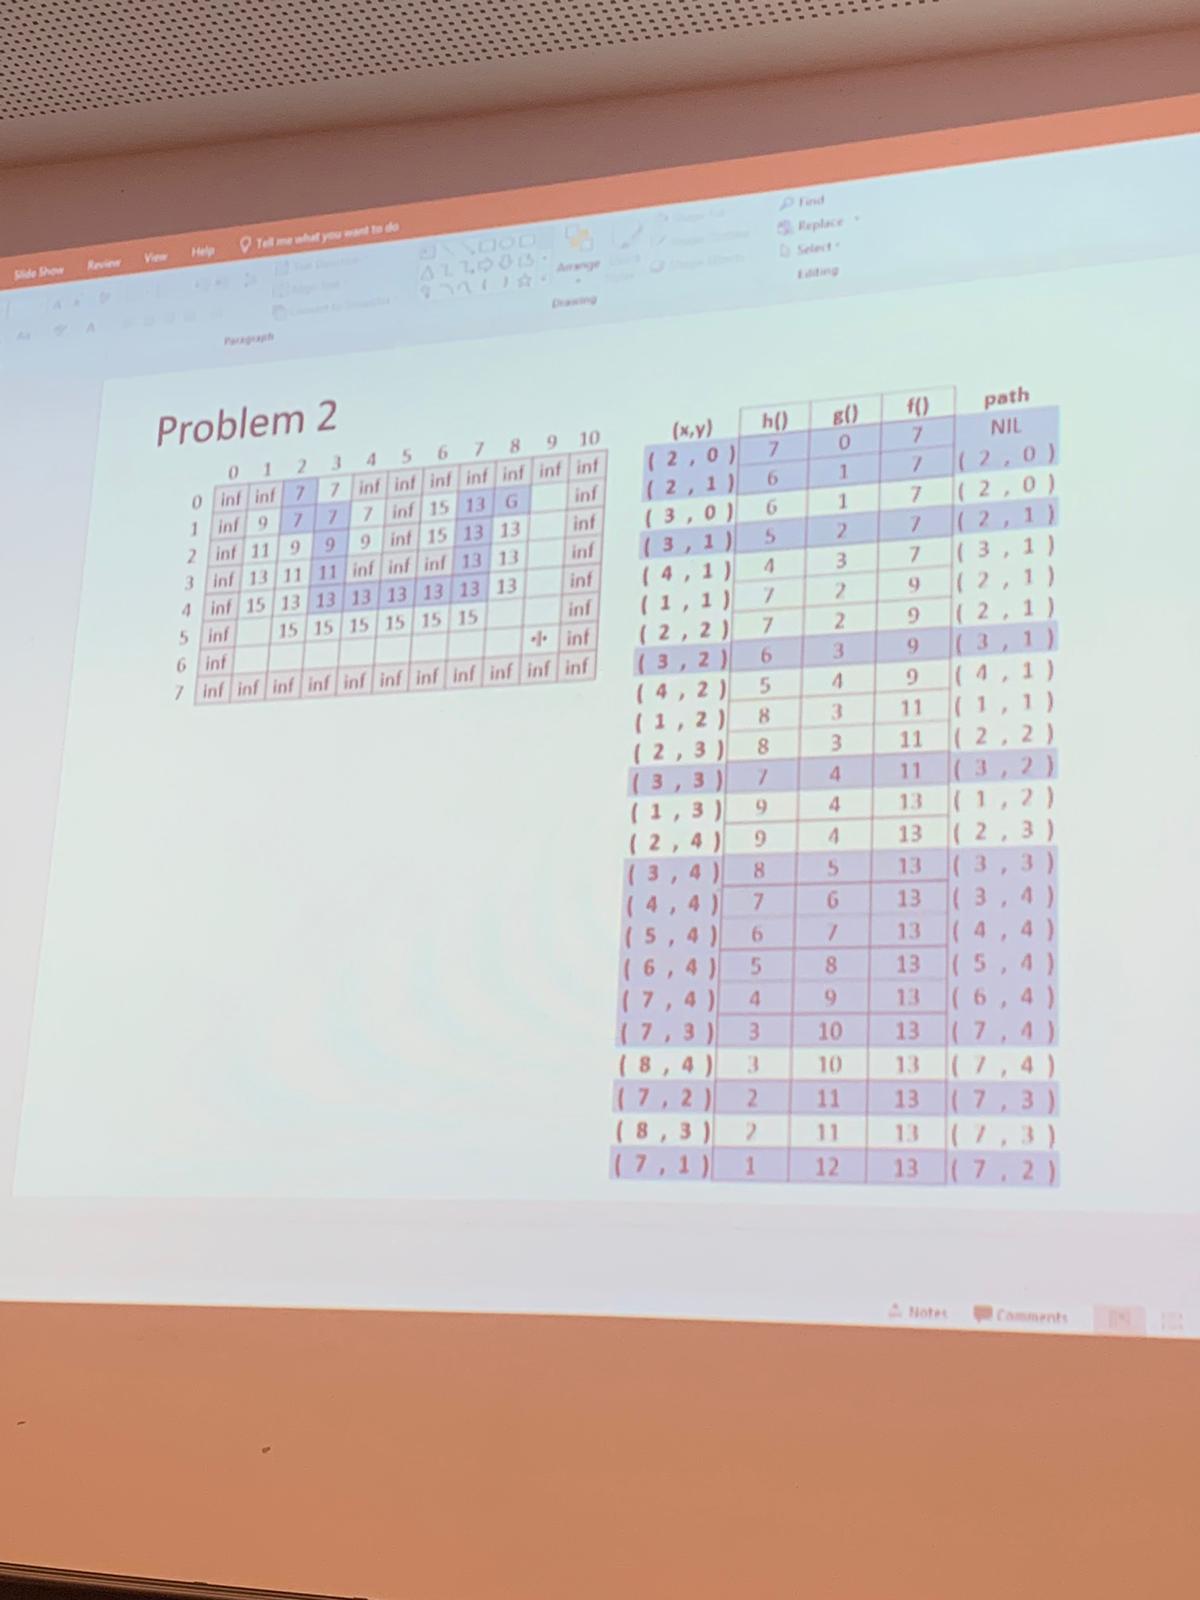 Slide Show Review View Help Tell me what you want to do
Find
Replace
Select
Editing
Arrange
Drawing
Paragraph
Problem 2
0 1 2 3 4 5 6 7 8 9 10
0 inf inf 7 7 inf inf inf inf inf inf inf
1 inf 9 7 7 7 inf 15 13 G inf
2 inf 11 9 9 9 inf 15 13 13 inf
3 inf 13 11 11 inf inf inf 13 13 inf
4 inf 15 13 13 13 13 13 13 13 inf
5 inf 15 15 15 15 15 15 inf
6 inf inf
7 inf inf inf inf inf inf inf inf inf inf inf
(x,y) h() g() f() path
( 2 , 0 ) 7 0 7 NIL
( 2 , 1 ) 6 1 7 ( 2 , 0 )
( 3 , 0 ) 6 1 7 ( 2 , 0 )
( 3 , 1 ) 5 2 7 ( 2 , 1 )
( 4 , 1 ) 4 3 7 ( 3 , 1 )
( 1 , 1 ) 7 2 9 ( 2 , 1 )
( 2 , 2 ) 7 2 9 ( 2 , 1 )
( 3 , 2 ) 6 3 9 ( 3 , 1 )
( 4 , 2 ) 5 4 9 ( 4 , 1 )
( 1 , 2 ) 8 3 11 ( 1 , 1 )
( 2 , 3 ) 8 3 11 ( 2 , 2 )
( 3 , 3 ) 7 4 11 ( 3 , 2 )
( 1 , 3 ) 9 4 13 ( 1 , 2 )
( 2 , 4 ) 9 4 13 ( 2 , 3 )
( 3 , 4 ) 8 5 13 ( 3 , 3 )
( 4 , 4 ) 7 6 13 ( 3 , 4 )
( 5 , 4 ) 6 7 13 ( 4 , 4 )
( 6 , 4 ) 5 8 13 ( 5 , 4 )
( 7 , 4 ) 4 9 13 ( 6 , 4 )
( 7 , 3 ) 3 10 13 ( 7 , 4 )
( 8 , 4 ) 3 10 13 ( 7 , 4 )
( 7 , 2 ) 2 11 13 ( 7 , 3 )
( 8 , 3 ) 2 11 13 ( 7 , 3 )
( 7 , 1 ) 1 12 13 ( 7 , 2 )
Notes Comments